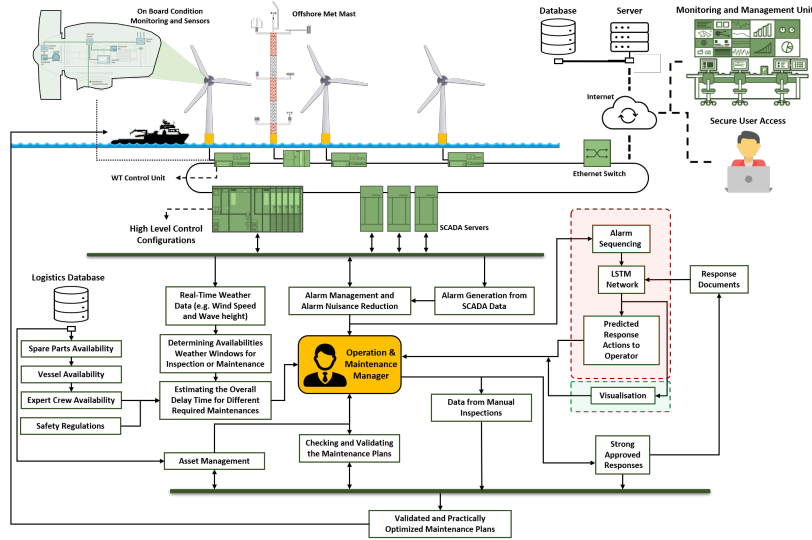 On Board Condition
Monitoring and Sensors
Offshore Met Mast
Database
Server
Monitoring and Management Unit
Internet
Secure User Access
WT Control Unit
Ethernet Switch
High Level Control
Configurations
SCADA Servers
Logistics Database
Real-Time Weather
Data (e.g. Wind Speed
and Wave height)
Alarm Management and
Alarm Nuisance Reduction
Alarm Generation from
SCADA Data
Alarm
Sequencing
LSTM
Network
Response
Documents
Predicted
Response
Actions to
Operator
Visualisation
Spare Parts Availability
Vessel Availability
Expert Crew Availability
Safety Regulations
Determining Availabilities
Weather Windows for
Inspection or Maintenance
Estimating the Overall
Delay Time for Different
Required Maintenances
Operation &
Maintenance
Manager
Data from Manual
Inspections
Asset Management
Checking and Validating
the Maintenance Plans
Strong
Approved
Responses
Validated and Practically
Optimized Maintenance Plans